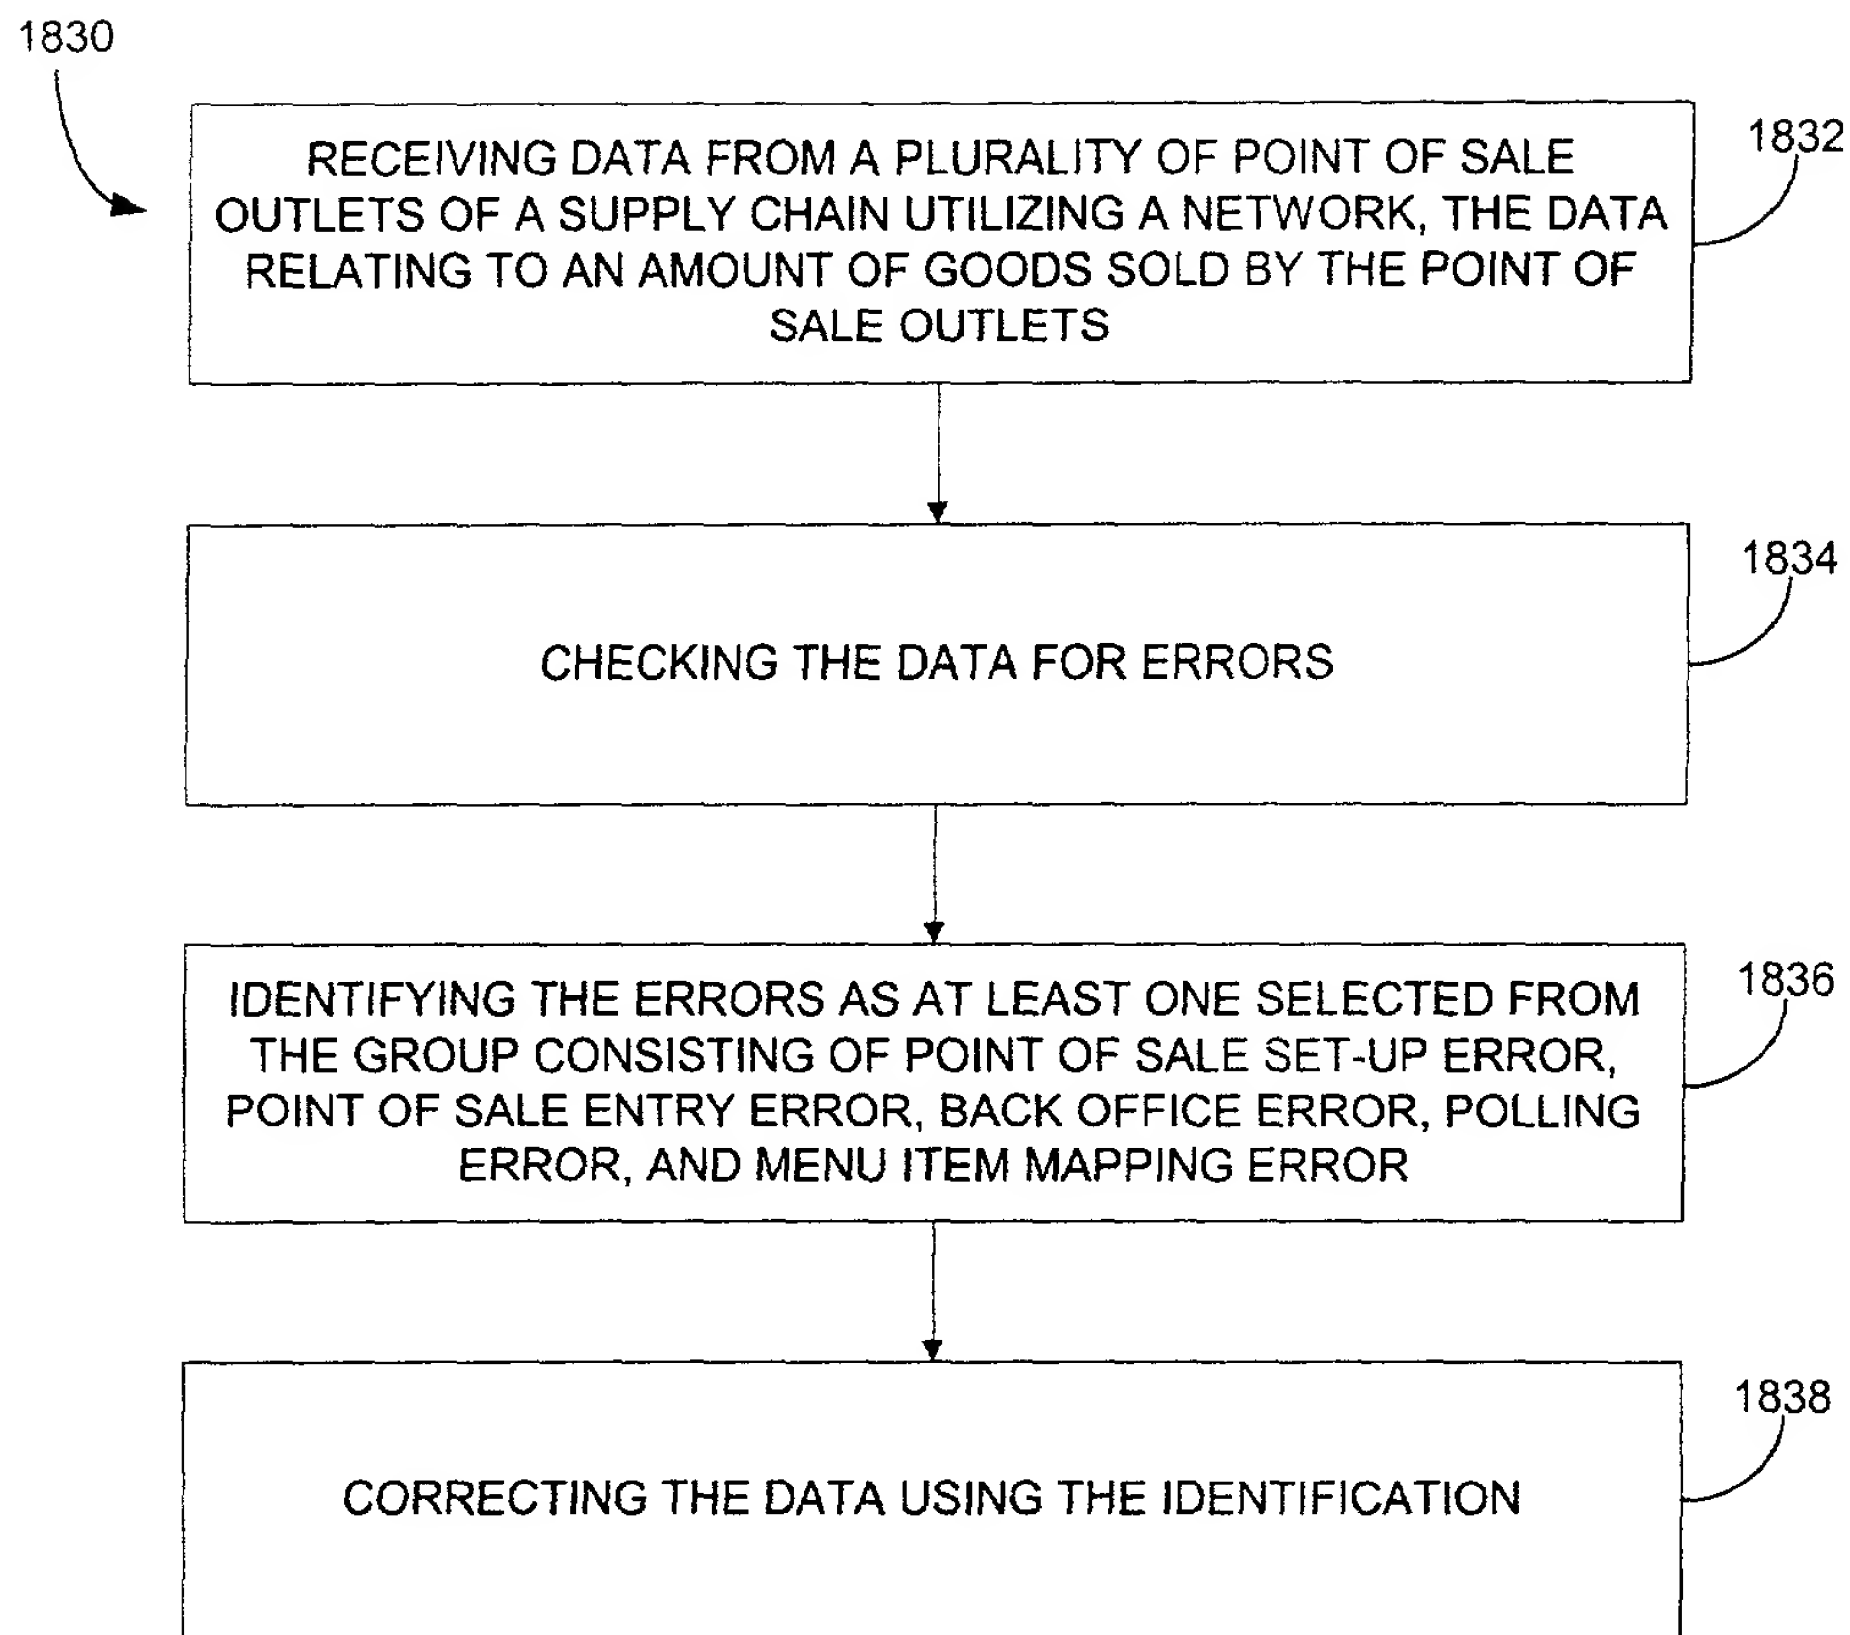 1830
RECEIVING DATA FROM A PLURALITY OF POINT OF SALE
OUTLETS OF A SUPPLY CHAIN UTILIZING A NETWORK, THE DATA
RELATING TO AN AMOUNT OF GOODS SOLD BY THE POINT OF
SALE OUTLETS
1832
CHECKING THE DATA FOR ERRORS
1834
IDENTIFYING THE ERRORS AS AT LEAST ONE SELECTED FROM
THE GROUP CONSISTING OF POINT OF SALE SET-UP ERROR,
POINT OF SALE ENTRY ERROR, BACK OFFICE ERROR, POLLING
ERROR, AND MENU ITEM MAPPING ERROR
1836
CORRECTING THE DATA USING THE IDENTIFICATION
1838